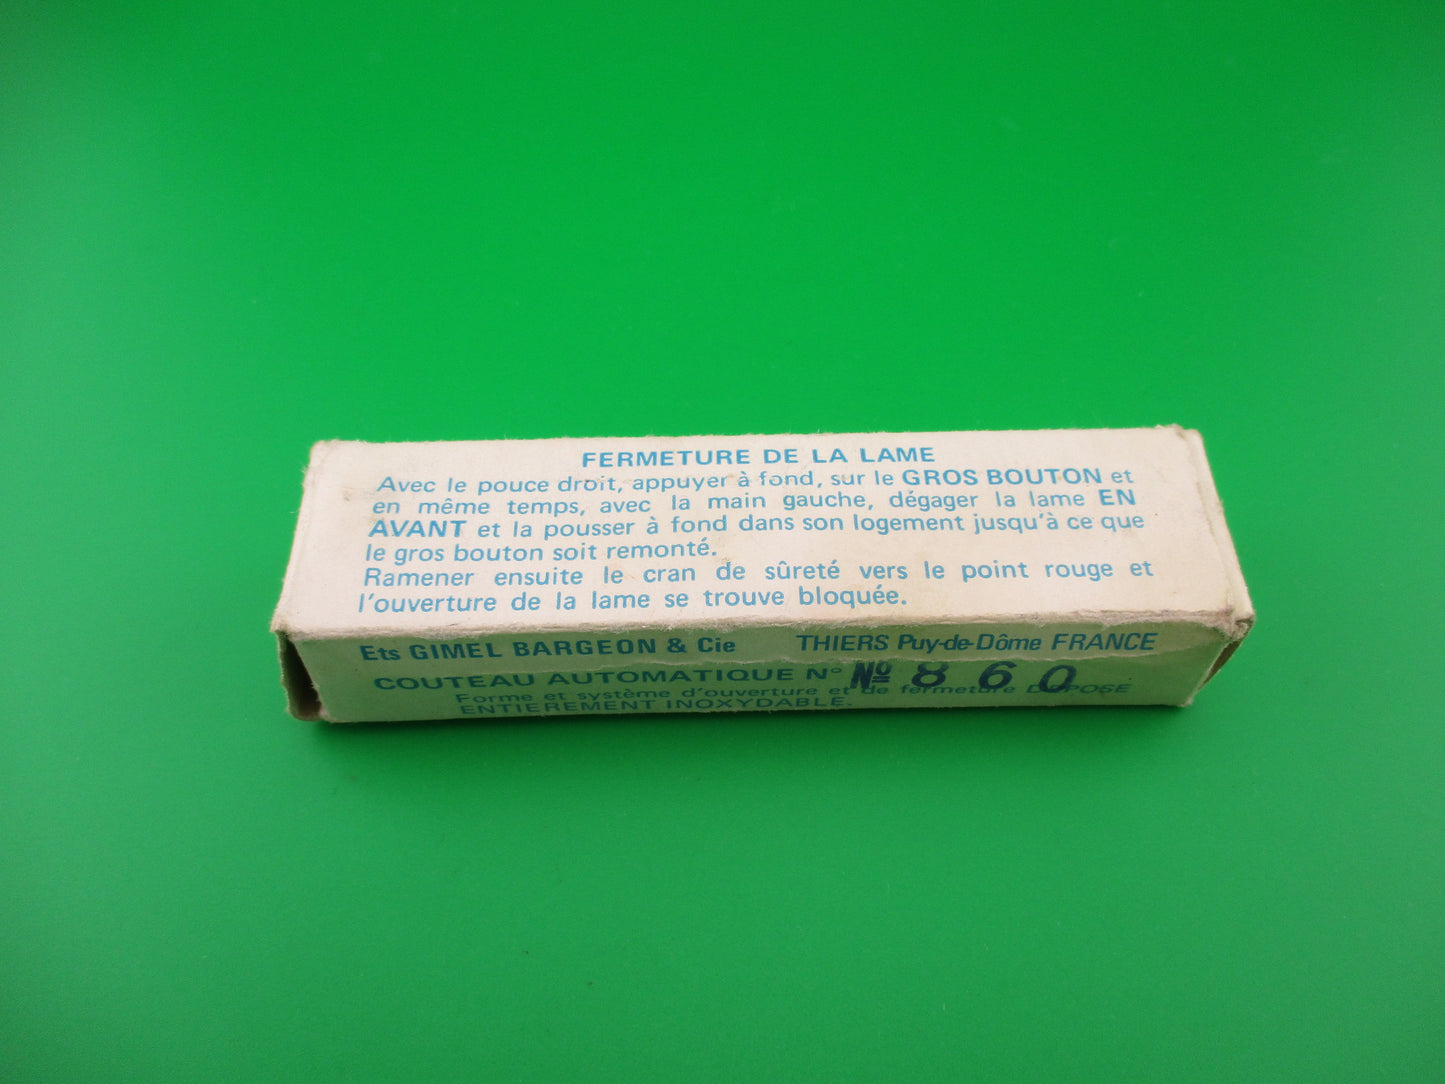 FERMETURE DE LA LAME
Avec le pouce droit, appuyer à fond, sur le GROS BOUTON et
en même temps, avec la main gauche, dégager la lame EN
AVANT et la pousser à fond dans son logement jusqu'à ce que
le gros bouton soit remonté.
Ramener ensuite le cran de sûreté vers le point rouge et
l'ouverture de la lame se trouve bloquée.
Ets GIMEL BARGEON & Cie THIERS Puy-de-Dôme FRANCE
COUTEAU AUTOMATIQUE N° Nº 860
Forme et système d'ouverture et de fermeture DEPOSE
ENTIEREMENT INOXYDABLE.